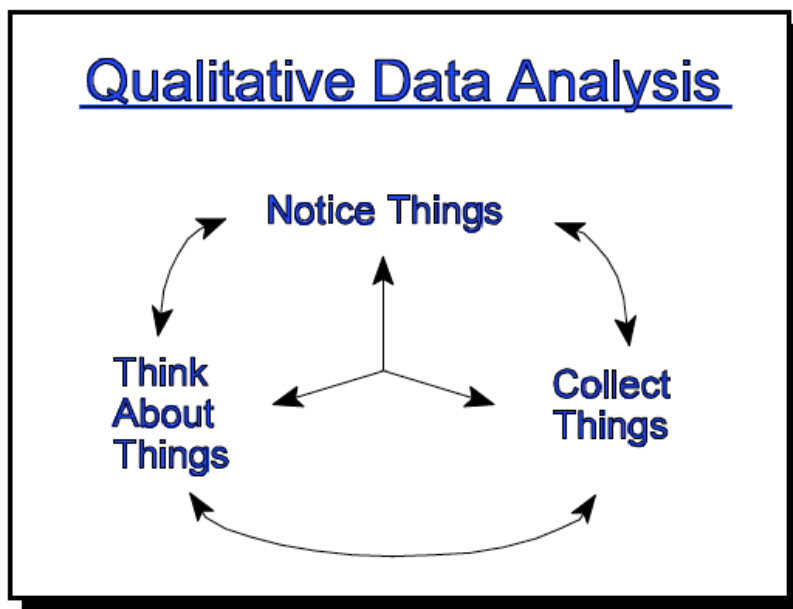 Qualitative Data Analysis
Notice Things
Think
About
Things
Collect
Things